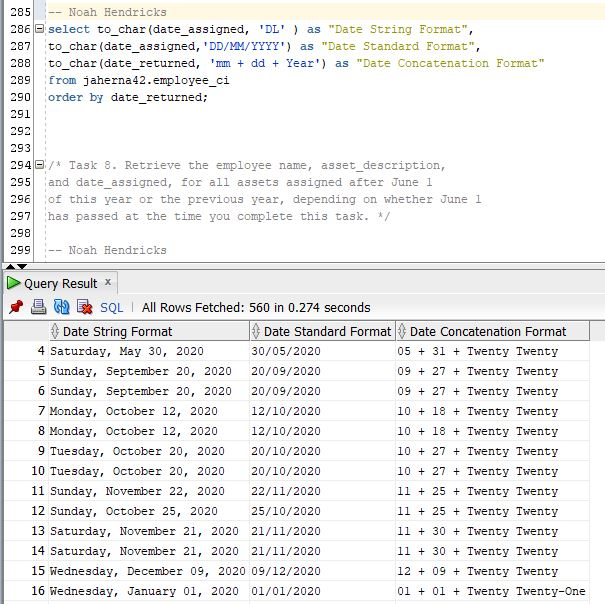 285 -- Noah Hendricks
286 select to_char(date_assigned, 'DL' ) as "Date String Format",
287 to_char(date_assigned,'DD/MM/YYYY') as "Date Standard Format",
288 to_char(date_returned, 'mm + dd + Year') as "Date Concatenation Format"
289 from jaherna42.employee_ci
290 order by date_returned;
291
292
293
294 /* Task 8. Retrieve the employee name, asset_description,
295 and date_assigned, for all assets assigned after June 1
296 of this year or the previous year, depending on whether June 1
297 has passed at the time you complete this task. */
298
299 -- Noah Hendricks
Query Result x
SQL | All Rows Fetched: 560 in 0.274 seconds
Date String Format Date Standard Format Date Concatenation Format
4 Saturday, May 30, 2020 30/05/2020 05 + 31 + Twenty Twenty
5 Sunday, September 20, 2020 20/09/2020 09 + 27 + Twenty Twenty
6 Sunday, September 20, 2020 20/09/2020 09 + 27 + Twenty Twenty
7 Monday, October 12, 2020 12/10/2020 10 + 18 + Twenty Twenty
8 Monday, October 12, 2020 12/10/2020 10 + 18 + Twenty Twenty
9 Tuesday, October 20, 2020 20/10/2020 10 + 27 + Twenty Twenty
10 Tuesday, October 20, 2020 20/10/2020 10 + 27 + Twenty Twenty
11 Sunday, November 22, 2020 22/11/2020 11 + 25 + Twenty Twenty
12 Sunday, October 25, 2020 25/10/2020 11 + 25 + Twenty Twenty
13 Saturday, November 21, 2020 21/11/2020 11 + 30 + Twenty Twenty
14 Saturday, November 21, 2020 21/11/2020 11 + 30 + Twenty Twenty
15 Wednesday, December 09, 2020 09/12/2020 12 + 09 + Twenty Twenty
16 Wednesday, January 01, 2020 01/01/2020 01 + 01 + Twenty Twenty-One